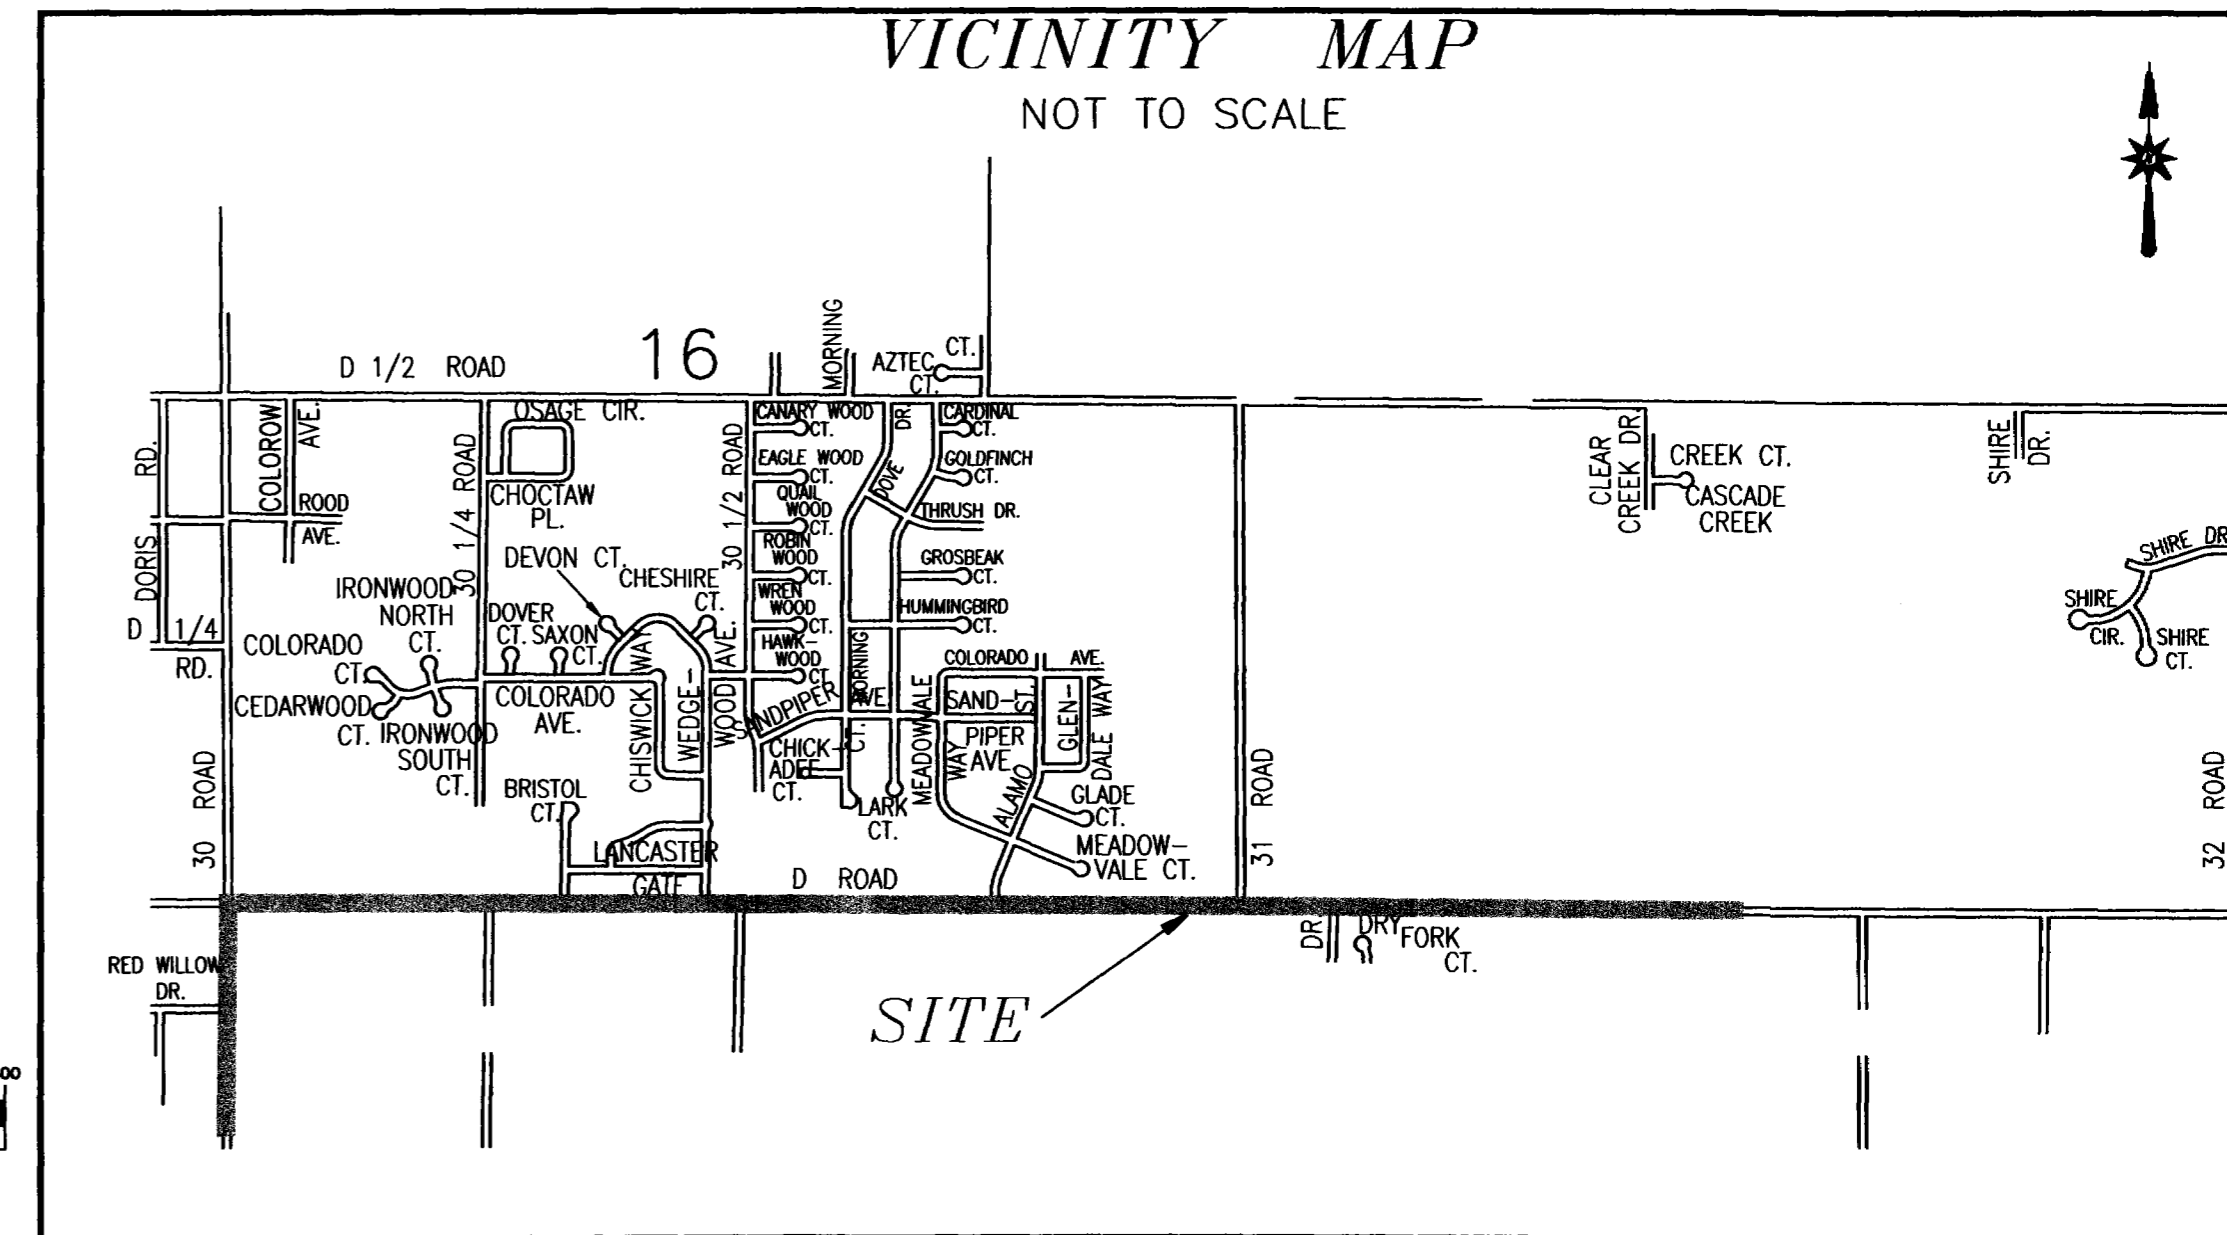 VICINITY MAP
NOT TO SCALE
16
D 1/2 ROAD
MORNING
AZTEC
CT.
CT.
OSAGE CIR.
CANARY WOOD
CT.
DR.
CARDINAL
CT.
COLOROW
AVE.
RD.
DORIS
30 1/4 ROAD
30 1/2 ROAD
EAGLE WOOD
CT.
DOVE
GOLDFINCH
CT.
CLEAR
CREEK DR.
CREEK CT.
CASCADE
CREEK
SHIRE
DR.
ROOD
AVE.
CHOCTAW
PL.
QUAIL
WOOD
CT.
THRUSH DR.
DEVON CT.
ROBIN
WOOD
CT.
GROSBEAK
CT.
SHIRE DR
IRONWOOD
NORTH
CT.
CHESHIRE
CT.
WREN
WOOD
CT.
HUMMINGBIRD
CT.
SHIRE
CIR.
SHIRE
CT.
D 1/4
RD.
COLORADO
CT.
DOVER
CT.
SAXON
CT.
HAWK-
WOOD
CT.
MORNING
CT.
COLORADO AVE.
CEDARWOOD
CT.
IRONWOOD
SOUTH
CT.
COLORADO
AVE.
CHISWICK WAY
WEDGE-
WOOD AVE.
SANDPIPER AVE
MEADOWVALE
WAY
SAND-
PIPER
AVE
ALAMO
ST.
GLEN-
DALE WAY
CHICK-
ADEE
CT.
LARK
CT.
GLADE
CT.
MEADOW-
VALE CT.
BRISTOL
CT.
LANCASTER
GATE
30 ROAD
D ROAD
31 ROAD
32 ROAD
RED WILLOW
DR.
SITE
DR
DRY
FORK
CT.
00